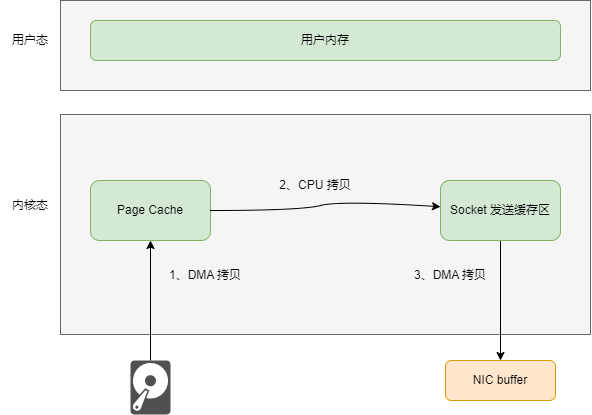 用户态
用户内存
内核态
2、CPU 拷贝
Page Cache
Socket 发送缓存区
1、DMA 拷贝
3、DMA 拷贝
NIC buffer